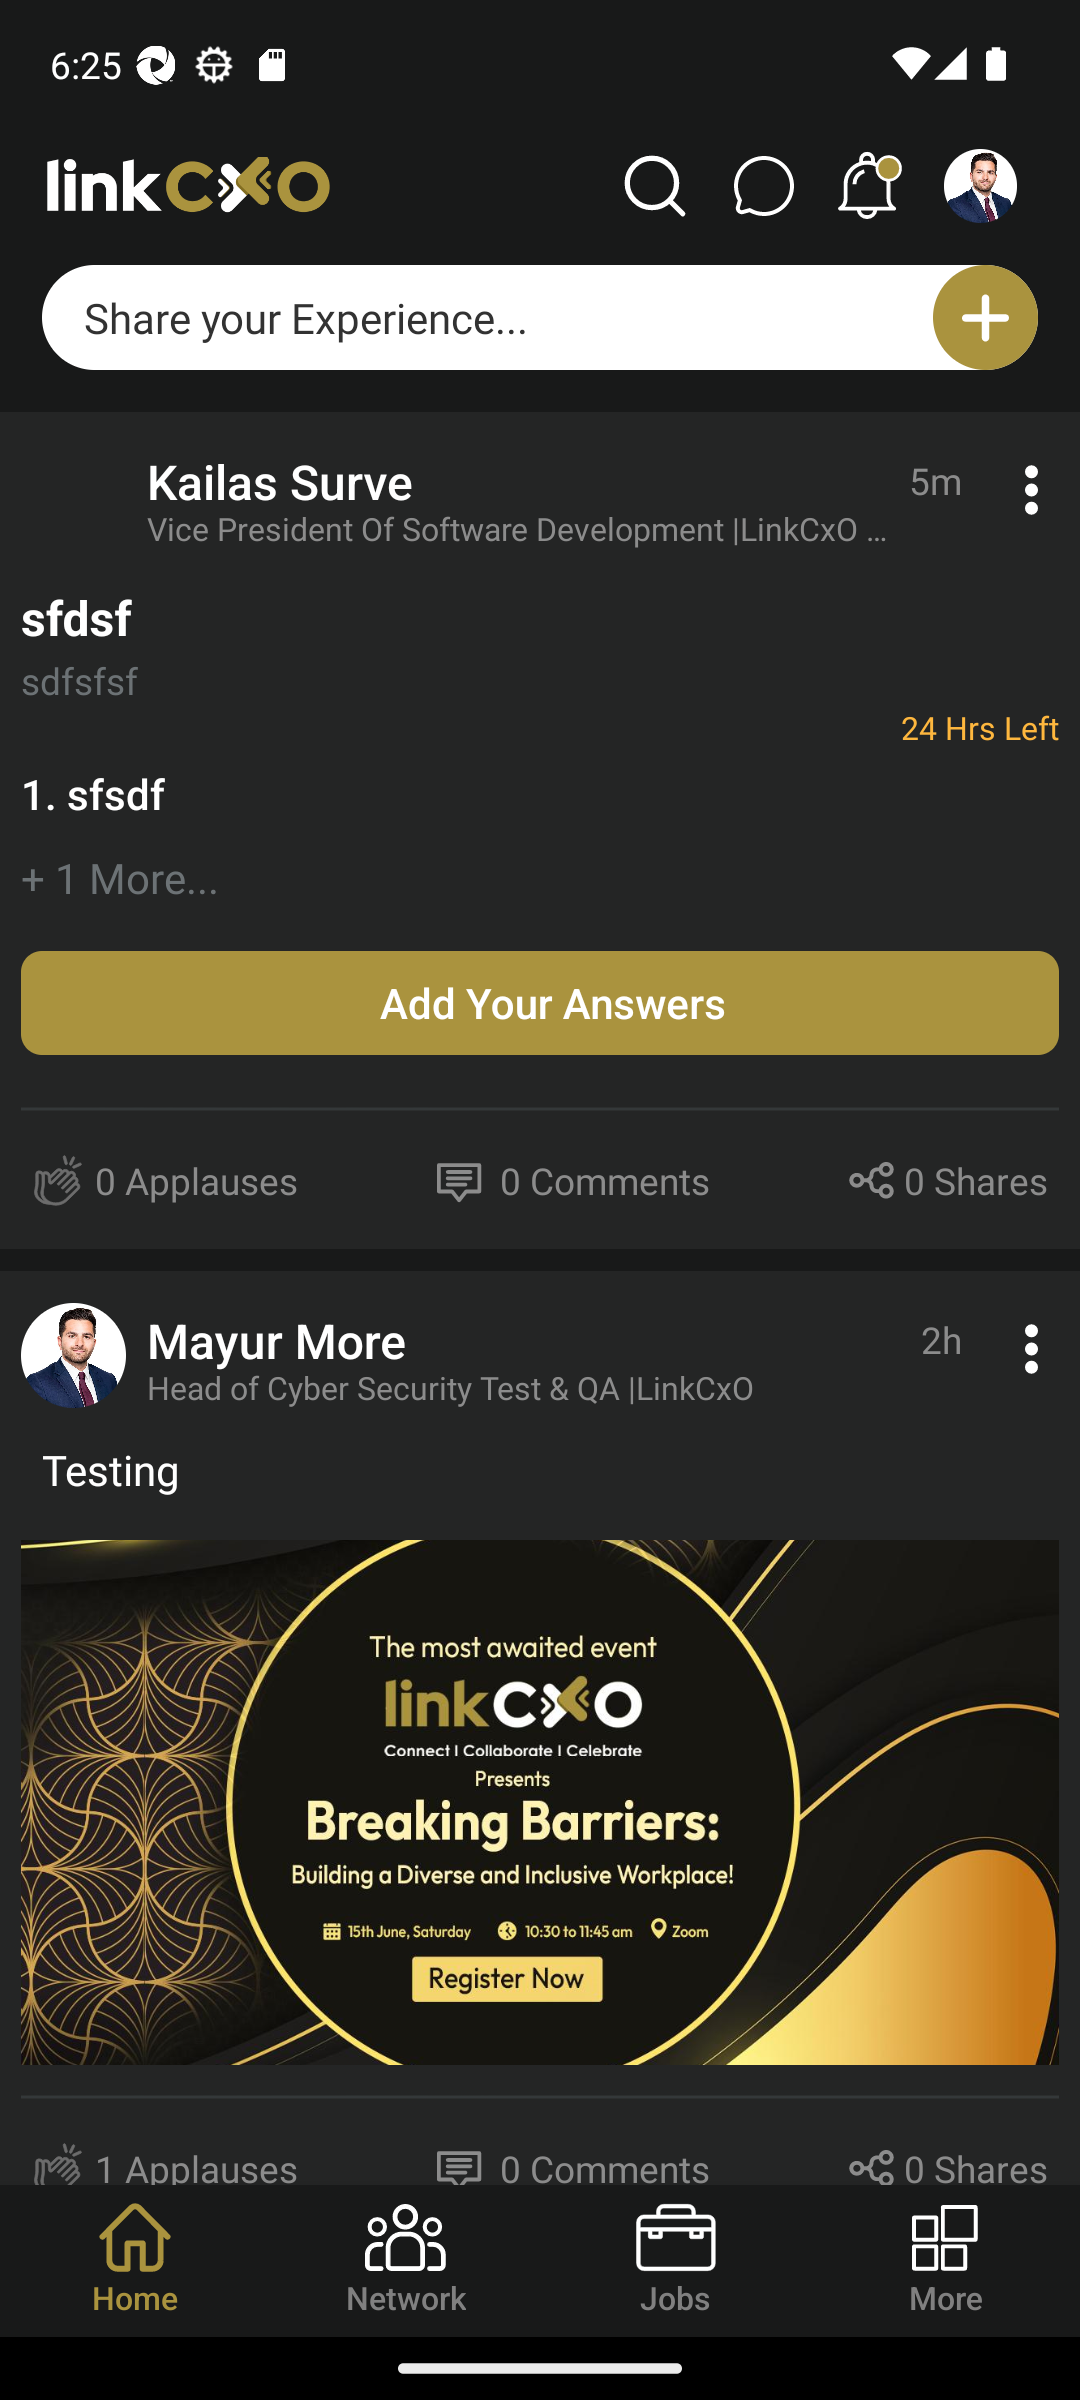 6:25
linkCXO
Share your Experience...
Kailas Surve
5m
Vice President Of Software Development |LinkCxO ...
sfdsf
sdfsfsf
24 Hrs Left
1. sfsdf
+ 1 More...
Add Your Answers
0 Applauses
0 Comments
0 Shares
Mayur More
2h
Head of Cyber Security Test & QA |LinkCxO
Testing
The most awaited event
linkCXO
Connect | Collaborate | Celebrate
Presents
Breaking Barriers:
Building a Diverse and Inclusive Workplace!
15th June, Saturday 10:30 to 11:45 am Zoom
Register Now
1 Applauses
0 Comments
0 Shares
Home
Network
Jobs
More